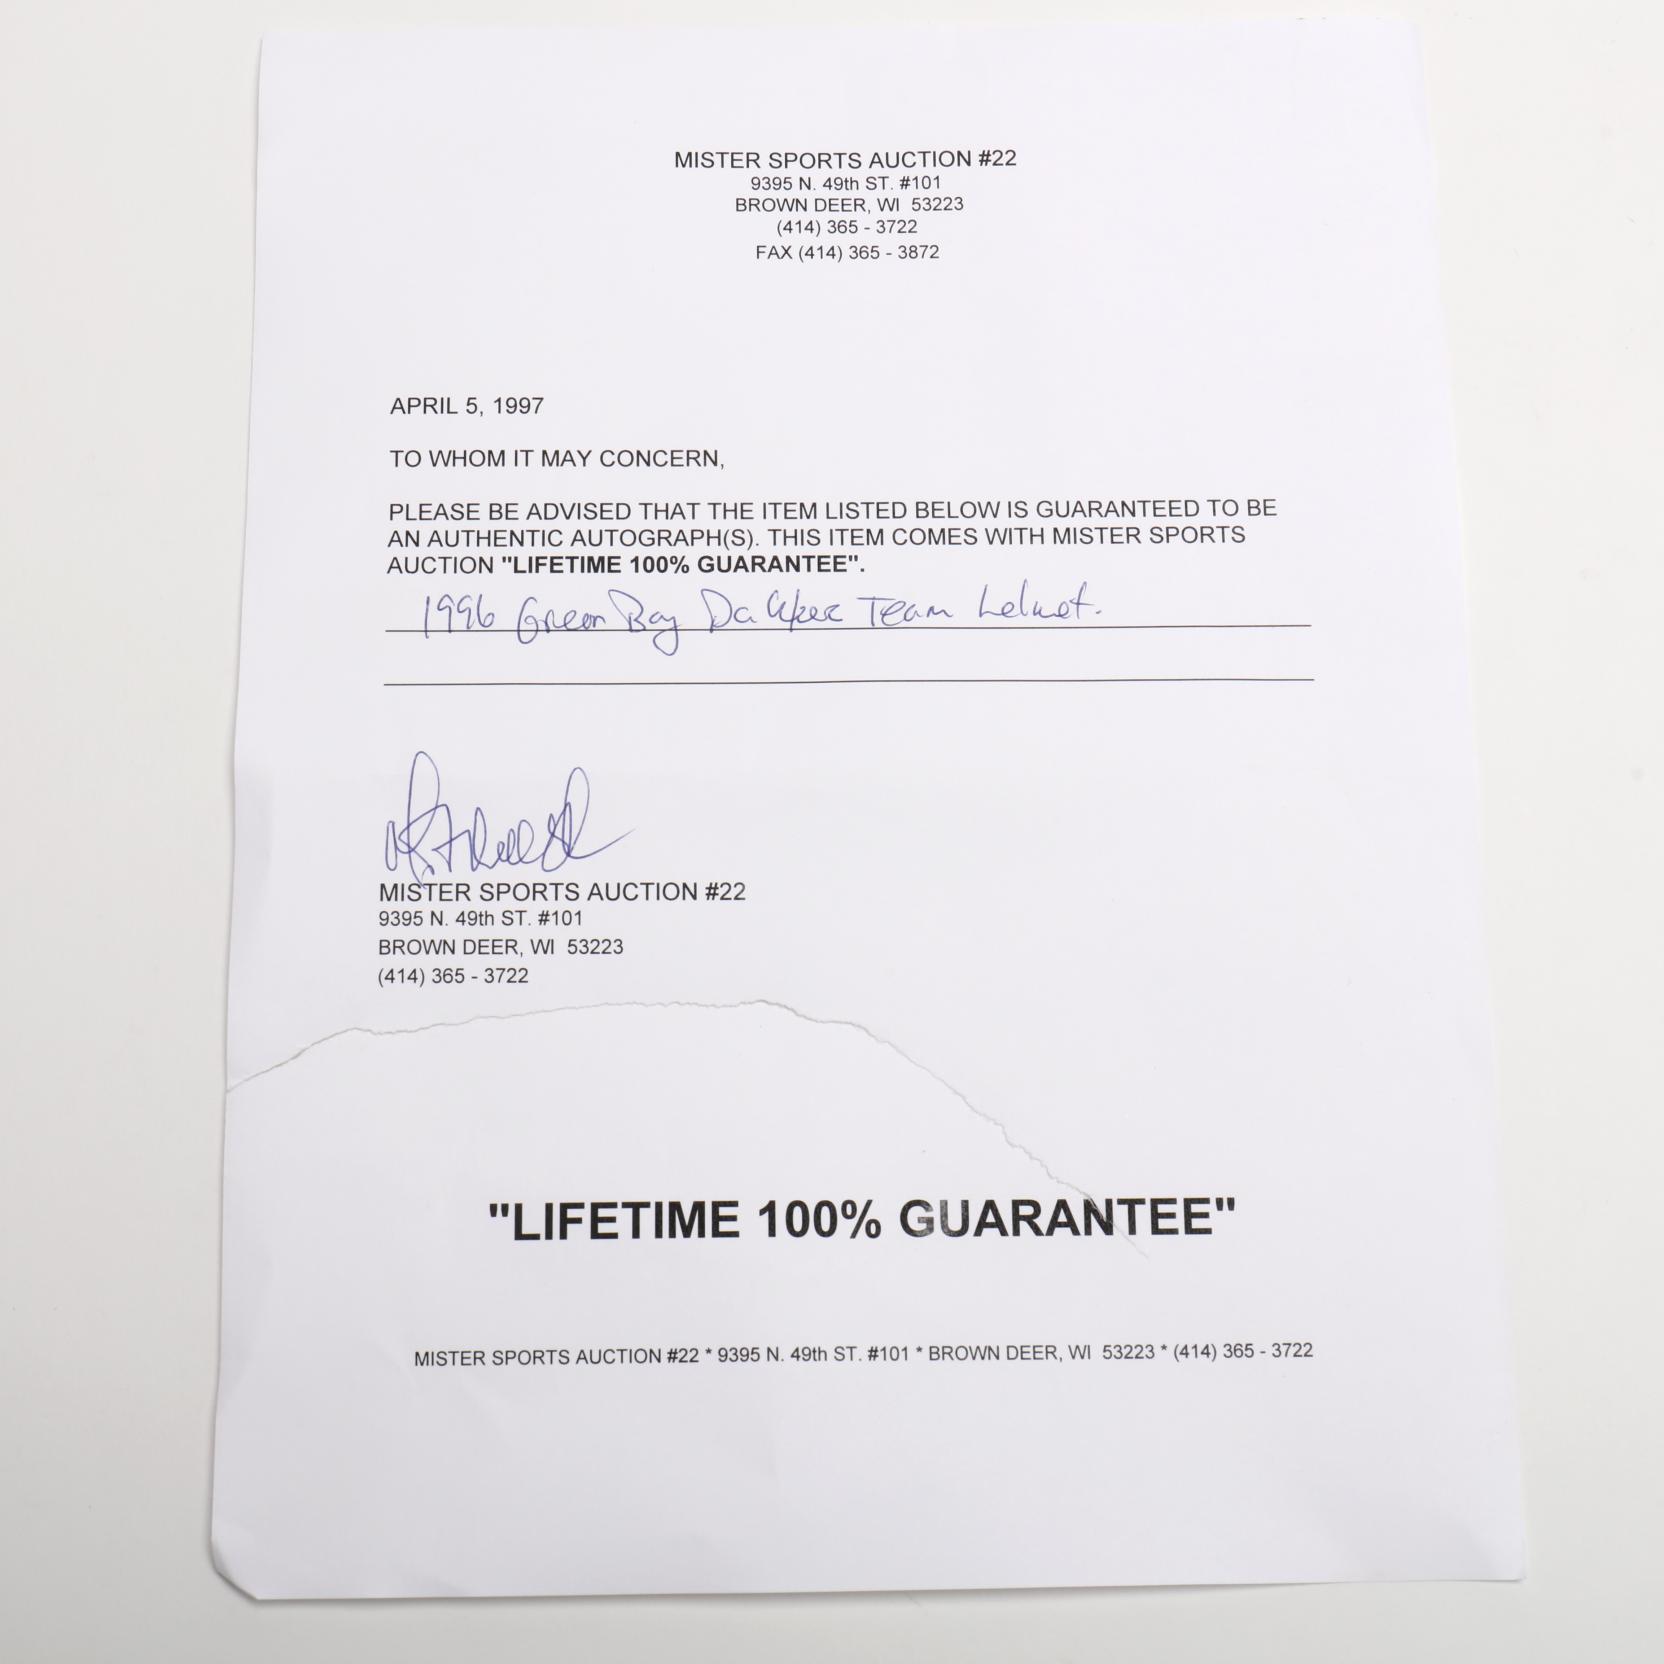 MISTER SPORTS AUCTION #22
9395 N. 49th ST. #101
BROWN DEER, WI 53223
(414) 365 - 3722
FAX (414) 365 - 3872
APRIL 5, 1997
TO WHOM IT MAY CONCERN,
PLEASE BE ADVISED THAT THE ITEM LISTED BELOW IS GUARANTEED TO BE
AN AUTHENTIC AUTOGRAPH(S). THIS ITEM COMES WITH MISTER SPORTS
AUCTION "LIFETIME 100% GUARANTEE".
1996 Green Bay Packer Team helmet.
MISTER SPORTS AUCTION #22
9395 N. 49th ST. #101
BROWN DEER, WI 53223
(414) 365 - 3722
"LIFETIME 100% GUARANTEE"
MISTER SPORTS AUCTION #22 * 9395 N. 49th ST. #101 * BROWN DEER, WI 53223 * (414) 365 - 3722